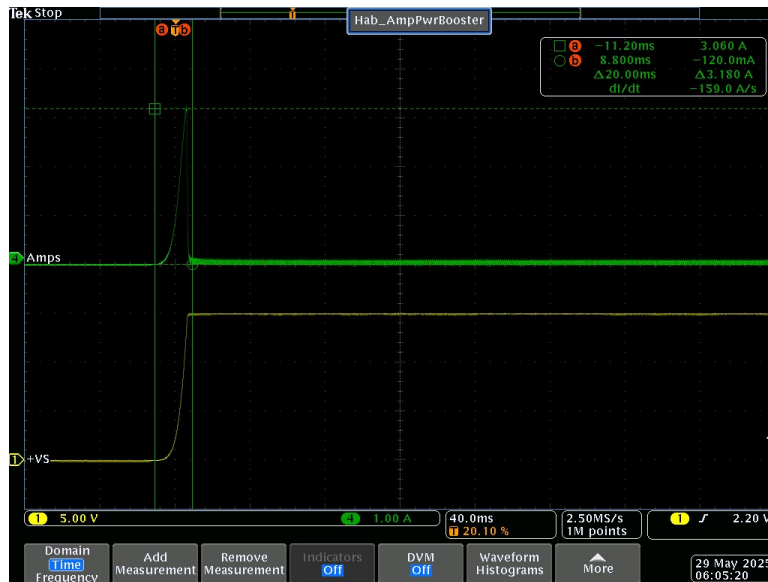 Tek Stop
Hab_AmpPwrBooster
a T b
T
a −11.20ms 3.060 A
b 8.800ms −120.0mA
Δ20.00ms Δ3.180 A
dI/dt −159.0 A/s
4 Amps
1 +VS
1 5.00 V 4 1.00 A 40.0ms 2.50MS/s 1 2.20 V
T 20.10 % 1M points
Domain
Time
Frequency
Add
Measurement
Remove
Measurement
Indicators
Off
DVM
Off
Waveform
Histograms
More
29 May 2025
06:05:20